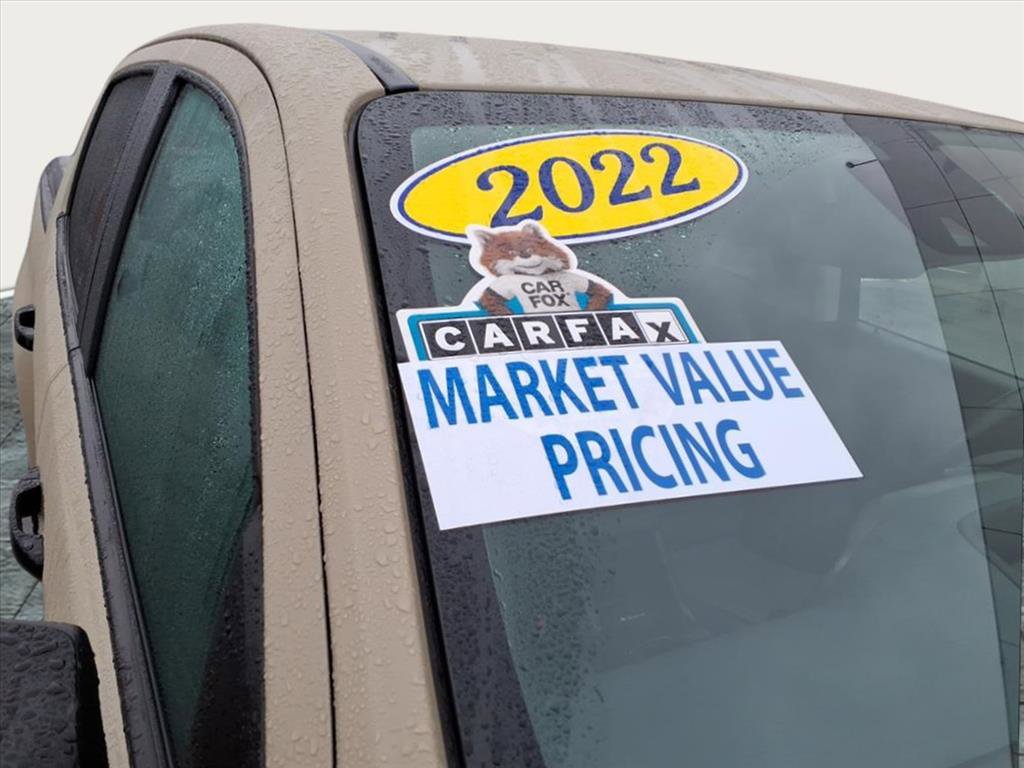 2022
CAR
FOX
CARFAX
MARKET VALUE
PRICING